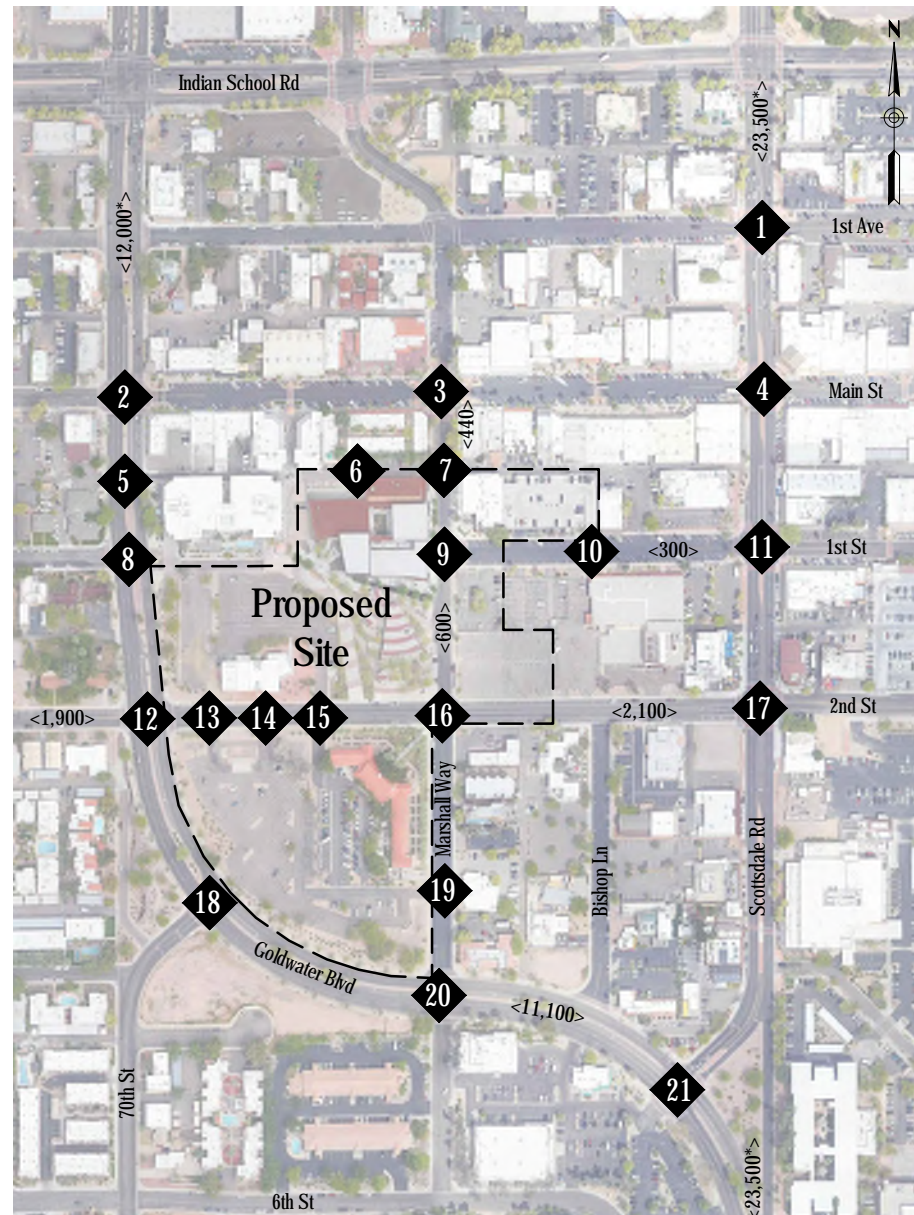 N
Indian School Rd
<23,500*>
<12,000*>
1
1st Ave
2
3
4
Main St
<440>
5
6
7
8
9
10
<300>
11
1st St
Proposed
Site
<600>
<1,900>
12
13
14
15
16
<2,100>
17
2nd St
Marshall Way
Bishop Ln
Scottsdale Rd
18
19
Goldwater Blvd
20
<11,100>
21
70th St
6th St
<23,500*>